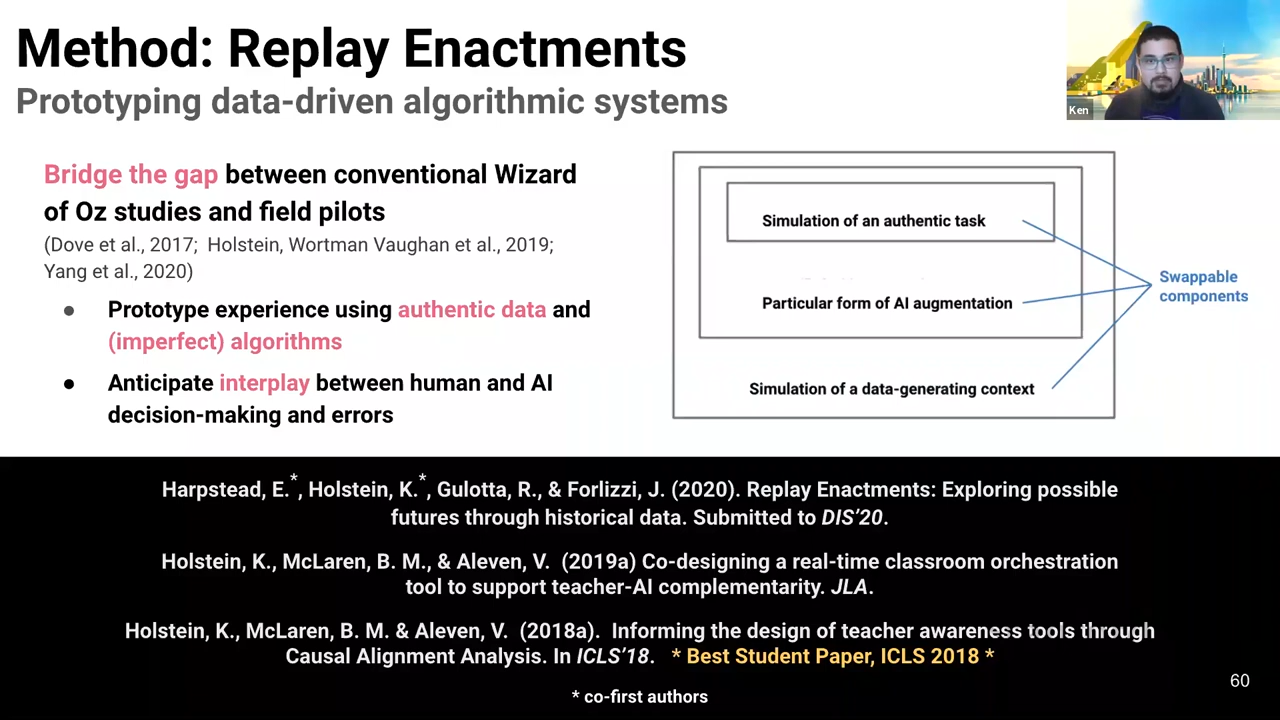 Method: Replay Enactments
Prototyping data-driven algorithmic systems
Ken
Bridge the gap between conventional Wizard
of Oz studies and field pilots
(Dove et al., 2017; Holstein, Wortman Vaughan et al., 2019;
Yang et al., 2020)
● Prototype experience using authentic data and
(imperfect) algorithms
● Anticipate interplay between human and AI
decision-making and errors
Simulation of an authentic task
Particular form of AI augmentation
Simulation of a data-generating context
Swappable
components
Harpstead, E.*, Holstein, K.*, Gulotta, R., & Forlizzi, J. (2020). Replay Enactments: Exploring possible
futures through historical data. Submitted to DIS’20.
Holstein, K., McLaren, B. M., & Aleven, V. (2019a) Co-designing a real-time classroom orchestration
tool to support teacher-AI complementarity. JLA.
Holstein, K., McLaren, B. M. & Aleven, V. (2018a). Informing the design of teacher awareness tools through
Causal Alignment Analysis. In ICLS’18. * Best Student Paper, ICLS 2018 *
* co-first authors
60